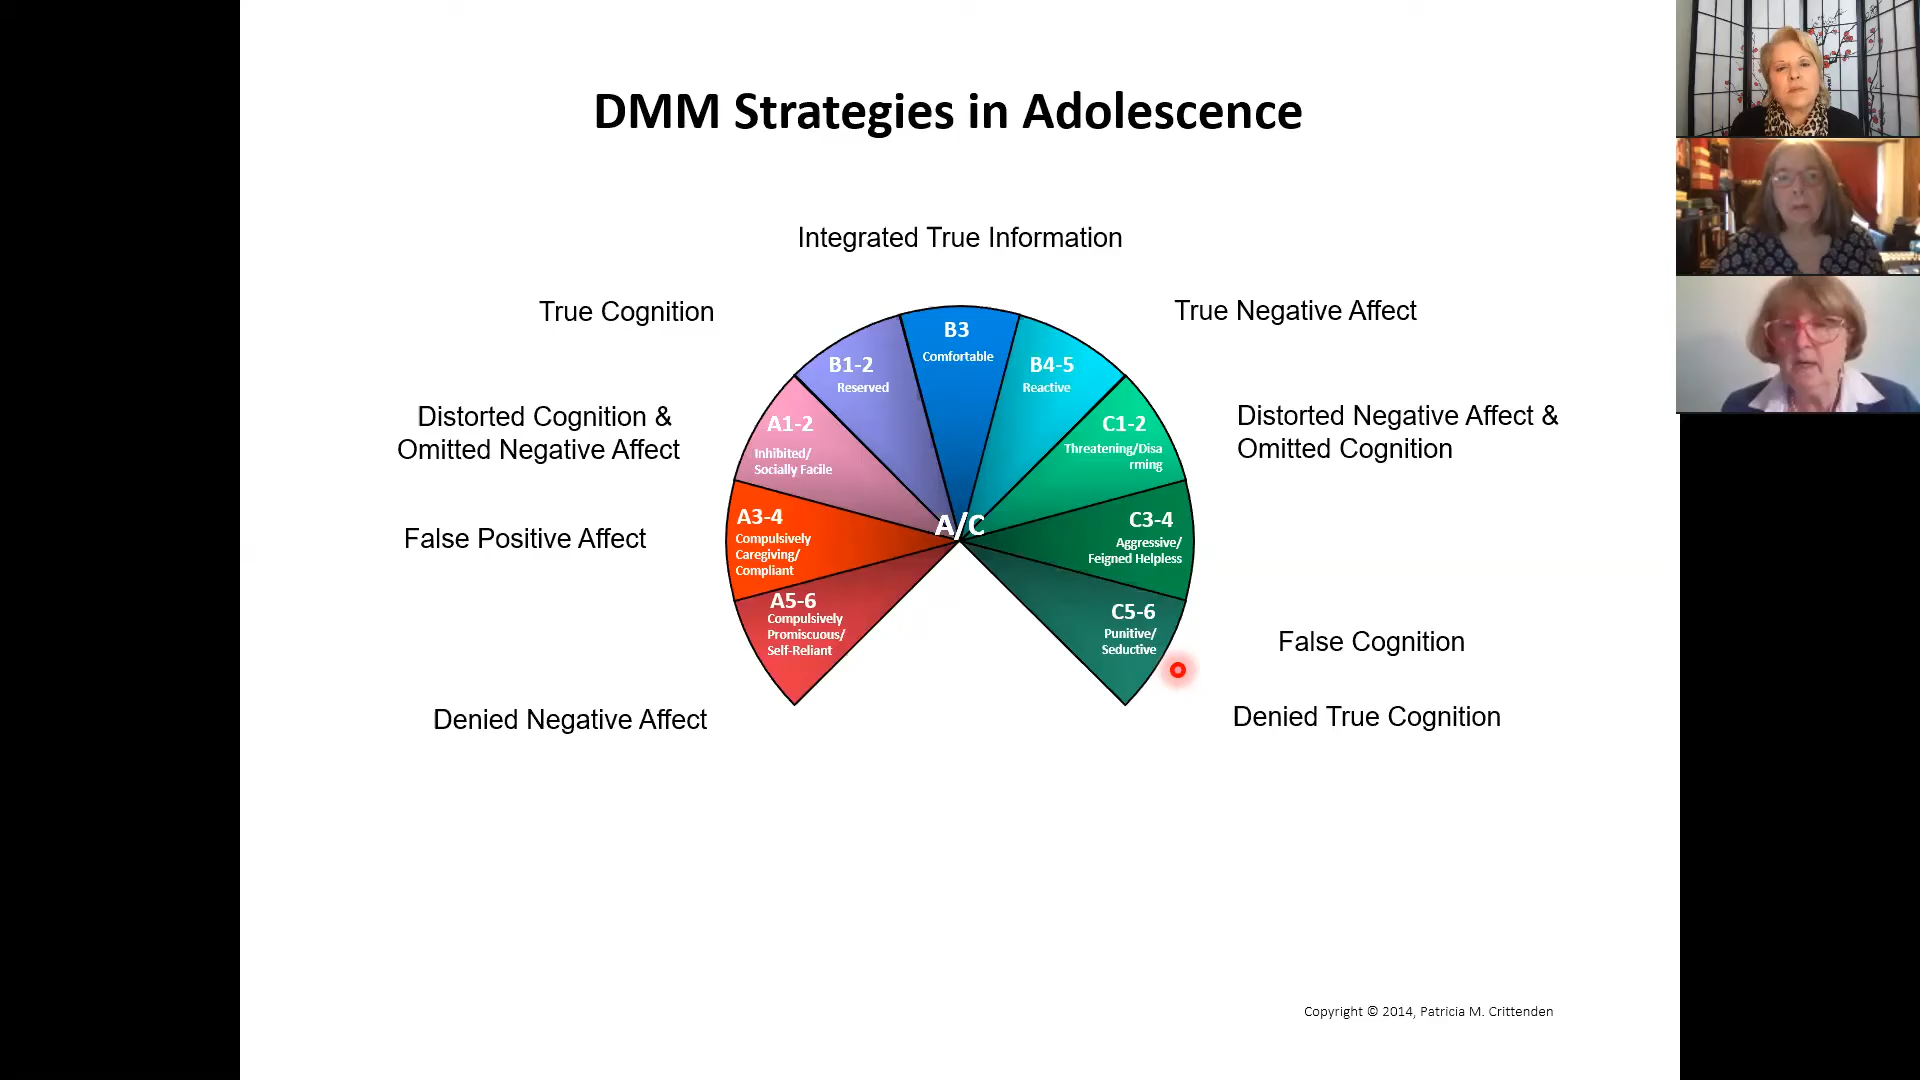 DMM Strategies in Adolescence
Integrated True Information
True Cognition
True Negative Affect
B3
Comfortable
B1-2
Reserved
B4-5
Reactive
A1-2
Inhibited/
Socially Facile
C1-2
Threatening/Disa
rming
Distorted Cognition &
Omitted Negative Affect
Distorted Negative Affect &
Omitted Cognition
A3-4
Compulsively
Caregiving/
Compliant
A/C
C3-4
Aggressive/
Feigned Helpless
False Positive Affect
A5-6
Compulsively
Promiscuous/
Self-Reliant
C5-6
Punitive/
Seductive
False Cognition
Denied Negative Affect
Denied True Cognition
Copyright © 2014, Patricia M. Crittenden